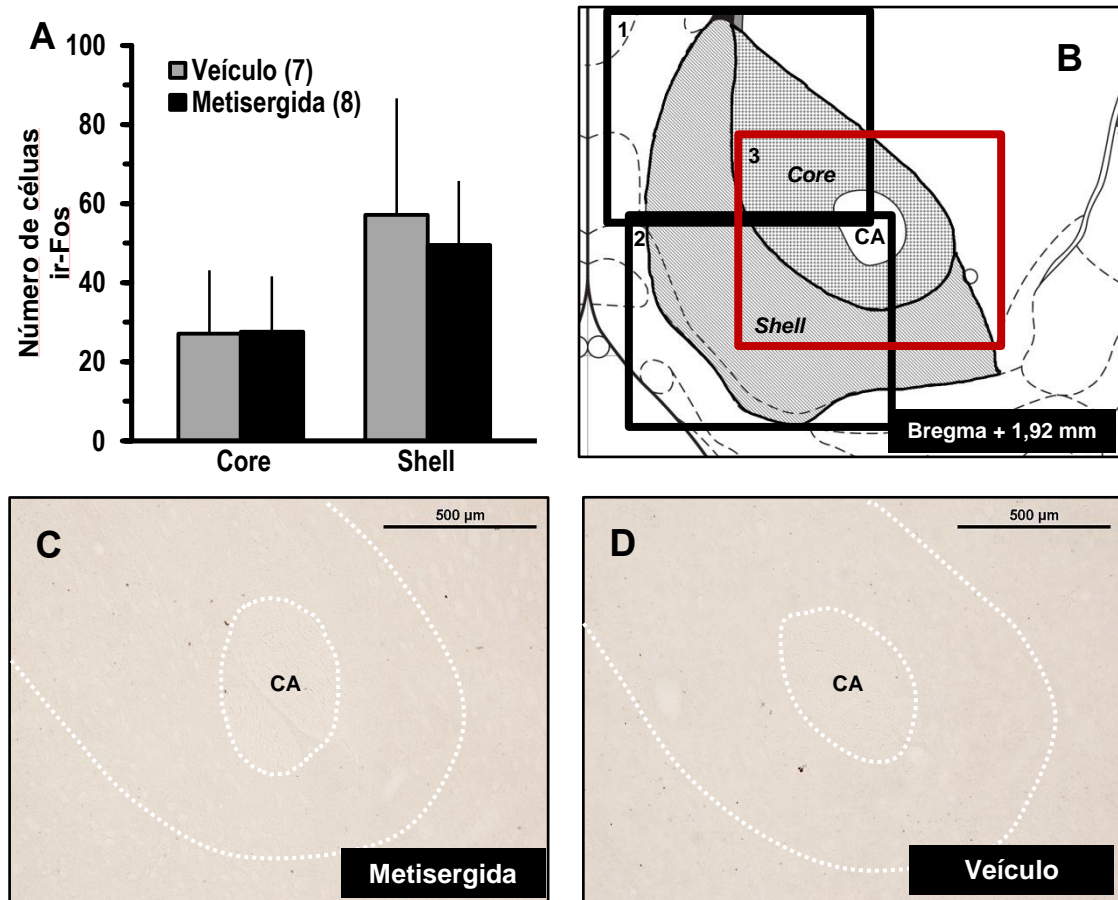 A
100
80
60
40
20
0
Número de céluas
ir-Fos
Veículo (7)
Metisergida (8)
Core
Shell
B
1
3
Core
2
CA
Shell
Bregma + 1,92 mm
C
500 µm
CA
Metisergida
D
500 µm
CA
Veículo